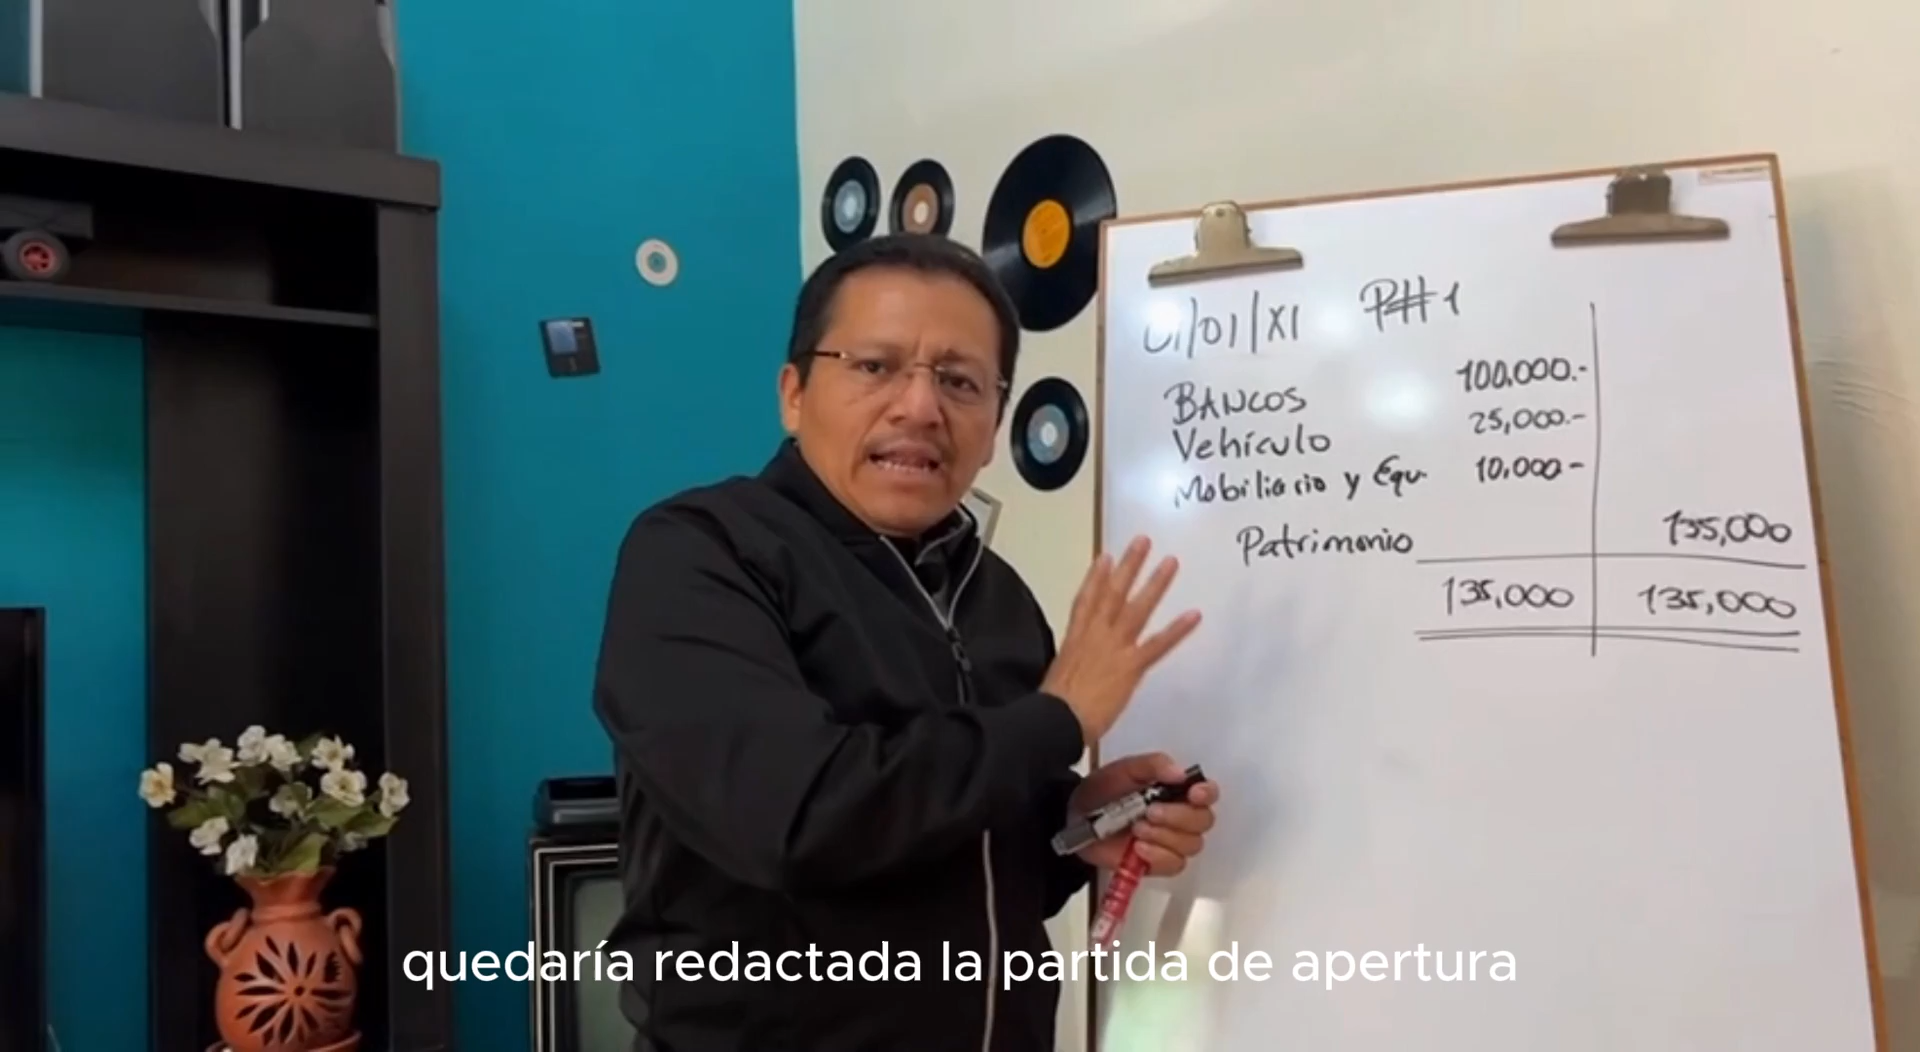 01/01/X1 P#1
BANCOS 100,000.-
Vehículo 25,000.-
Mobiliario y Equ. 10,000-
Patrimonio 135,000
135,000 135,000
quedaría redactada la partida de apertura